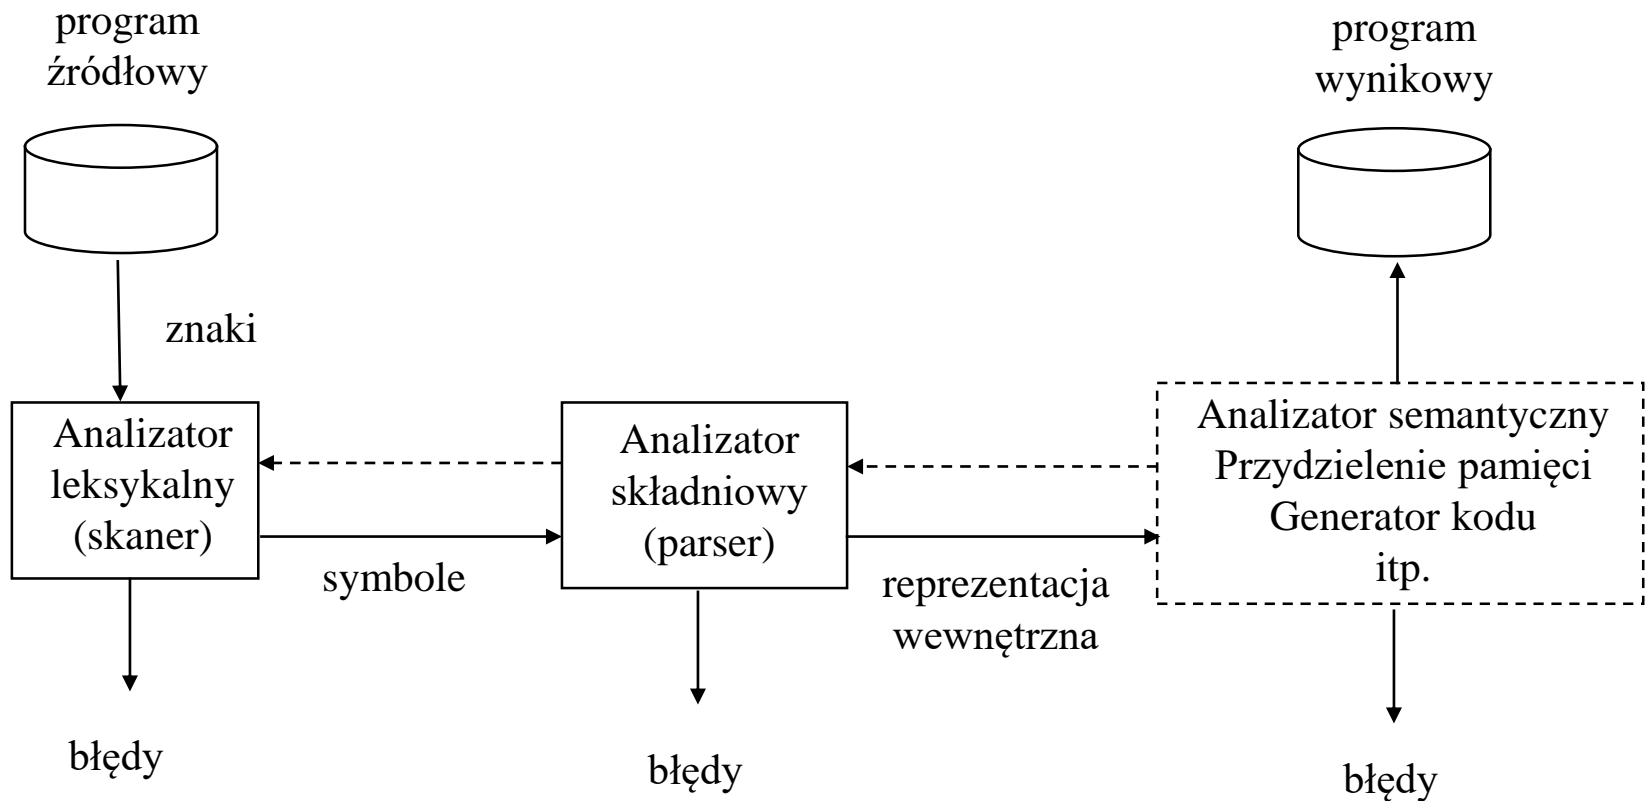 program
źródłowy
program
wynikowy
znaki
Analizator
leksykalny
(skaner)
symbole
Analizator
składniowy
(parser)
reprezentacja
wewnętrzna
Analizator semantyczny
Przydzielenie pamięci
Generator kodu
itp.
błędy
błędy
błędy